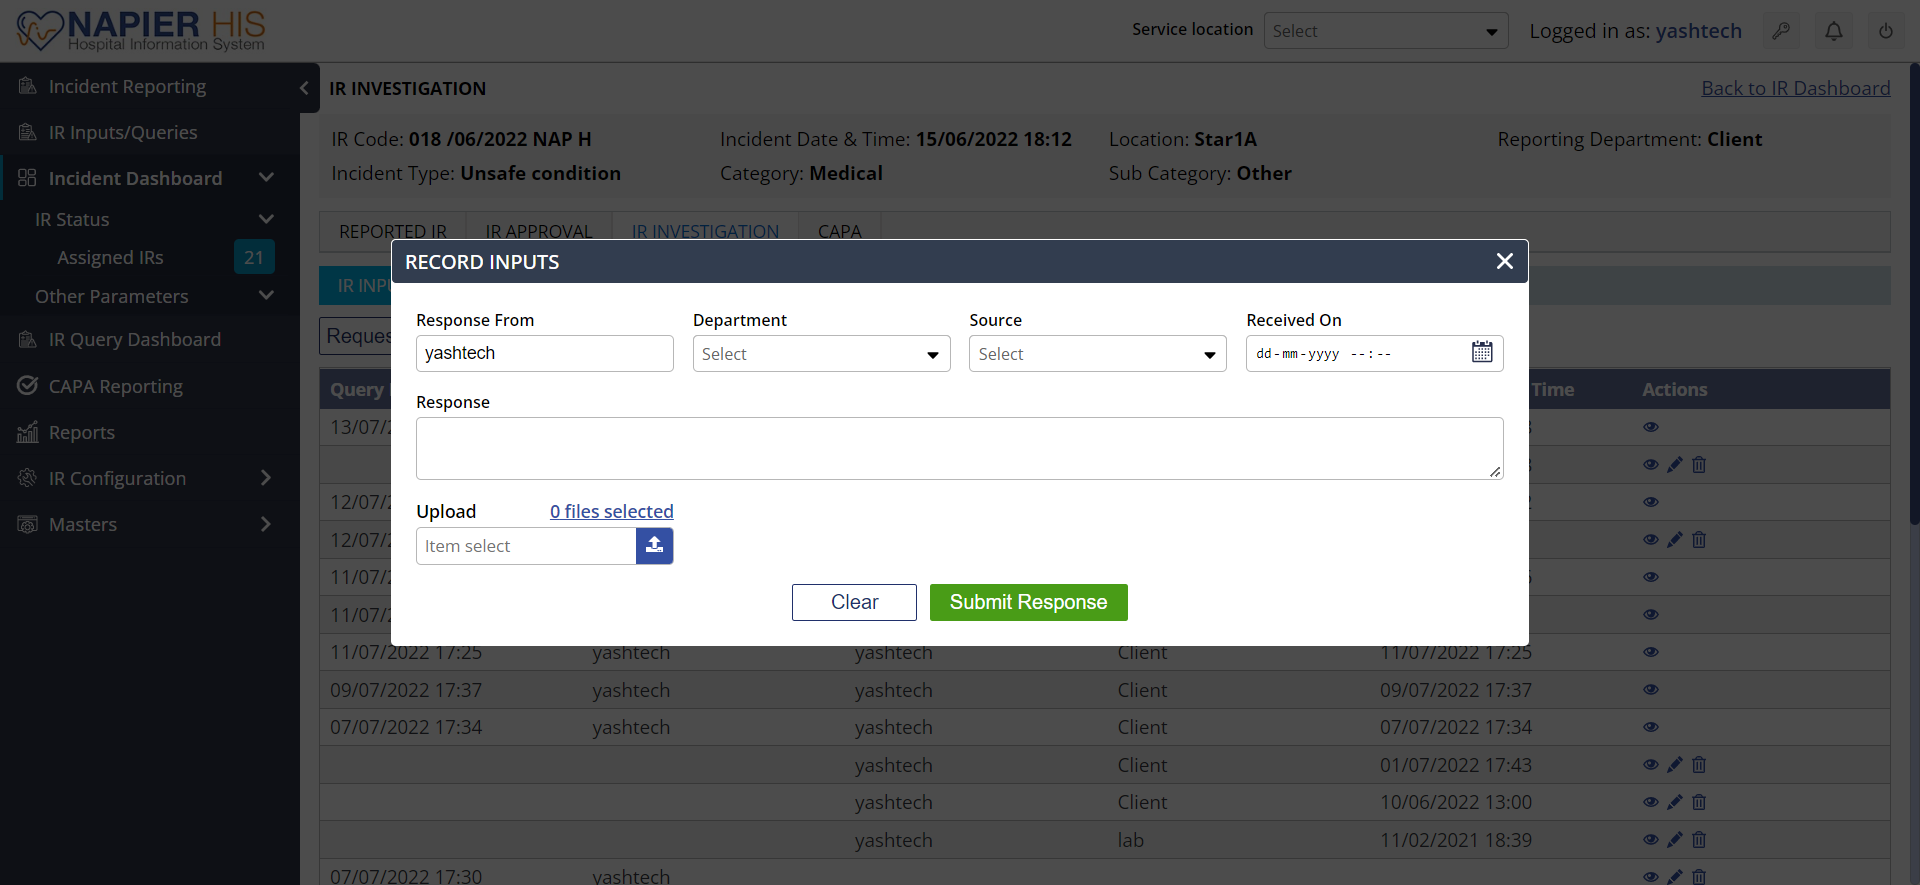 NAPIER HIS
Hospital Information System
Service location
Select
Logged in as: yashtech
Incident Reporting
IR Inputs/Queries
Incident Dashboard
IR Status
Assigned IRs 21
Other Parameters
IR Query Dashboard
CAPA Reporting
Reports
IR Configuration
Masters
IR INVESTIGATION
Back to IR Dashboard
IR Code: 018 /06/2022 NAP H
Incident Date & Time: 15/06/2022 18:12
Location: Star1A
Reporting Department: Client
Incident Type: Unsafe condition
Category: Medical
Sub Category: Other
REPORTED IR IR APPROVAL IR INVESTIGATION CAPA
RECORD INPUTS
Response From
yashtech
Department
Select
Source
Select
Received On
dd-mm-yyyy --:--
Response
Upload
0 files selected
Item select
Clear
Submit Response
IR
Query Time Actions
13/07/
12/07/
12/07/
11/07/
11/07/
11/07/2022 17:25 yashtech yashtech Client 11/07/2022 17:25
09/07/2022 17:37 yashtech yashtech Client 09/07/2022 17:37
07/07/2022 17:34 yashtech yashtech Client 07/07/2022 17:34
yashtech Client 01/07/2022 17:43
yashtech Client 10/06/2022 13:00
yashtech lab 11/02/2021 18:39
07/07/2022 17:30 yashtech